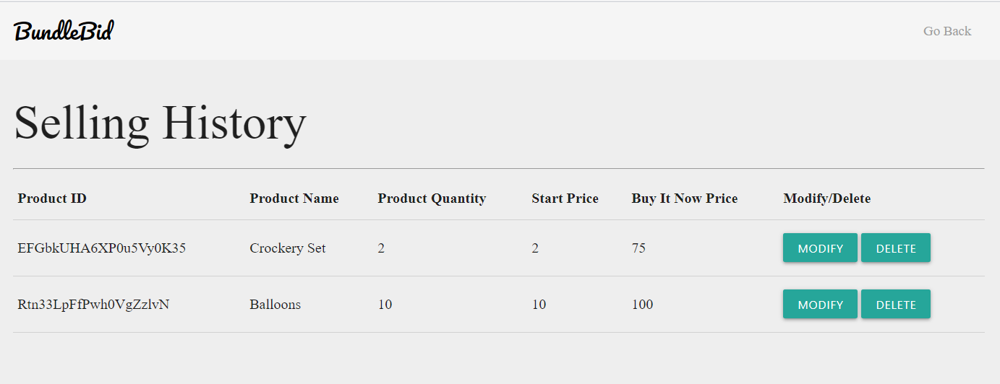 BundleBid Go Back
Selling History
Product ID Product Name Product Quantity Start Price Buy It Now Price Modify/Delete
EFGbkUHA6XP0u5Vy0K35 Crockery Set 2 2 75 MODIFY DELETE
Rtn33LpFfPwh0VgZzlvN Balloons 10 10 100 MODIFY DELETE